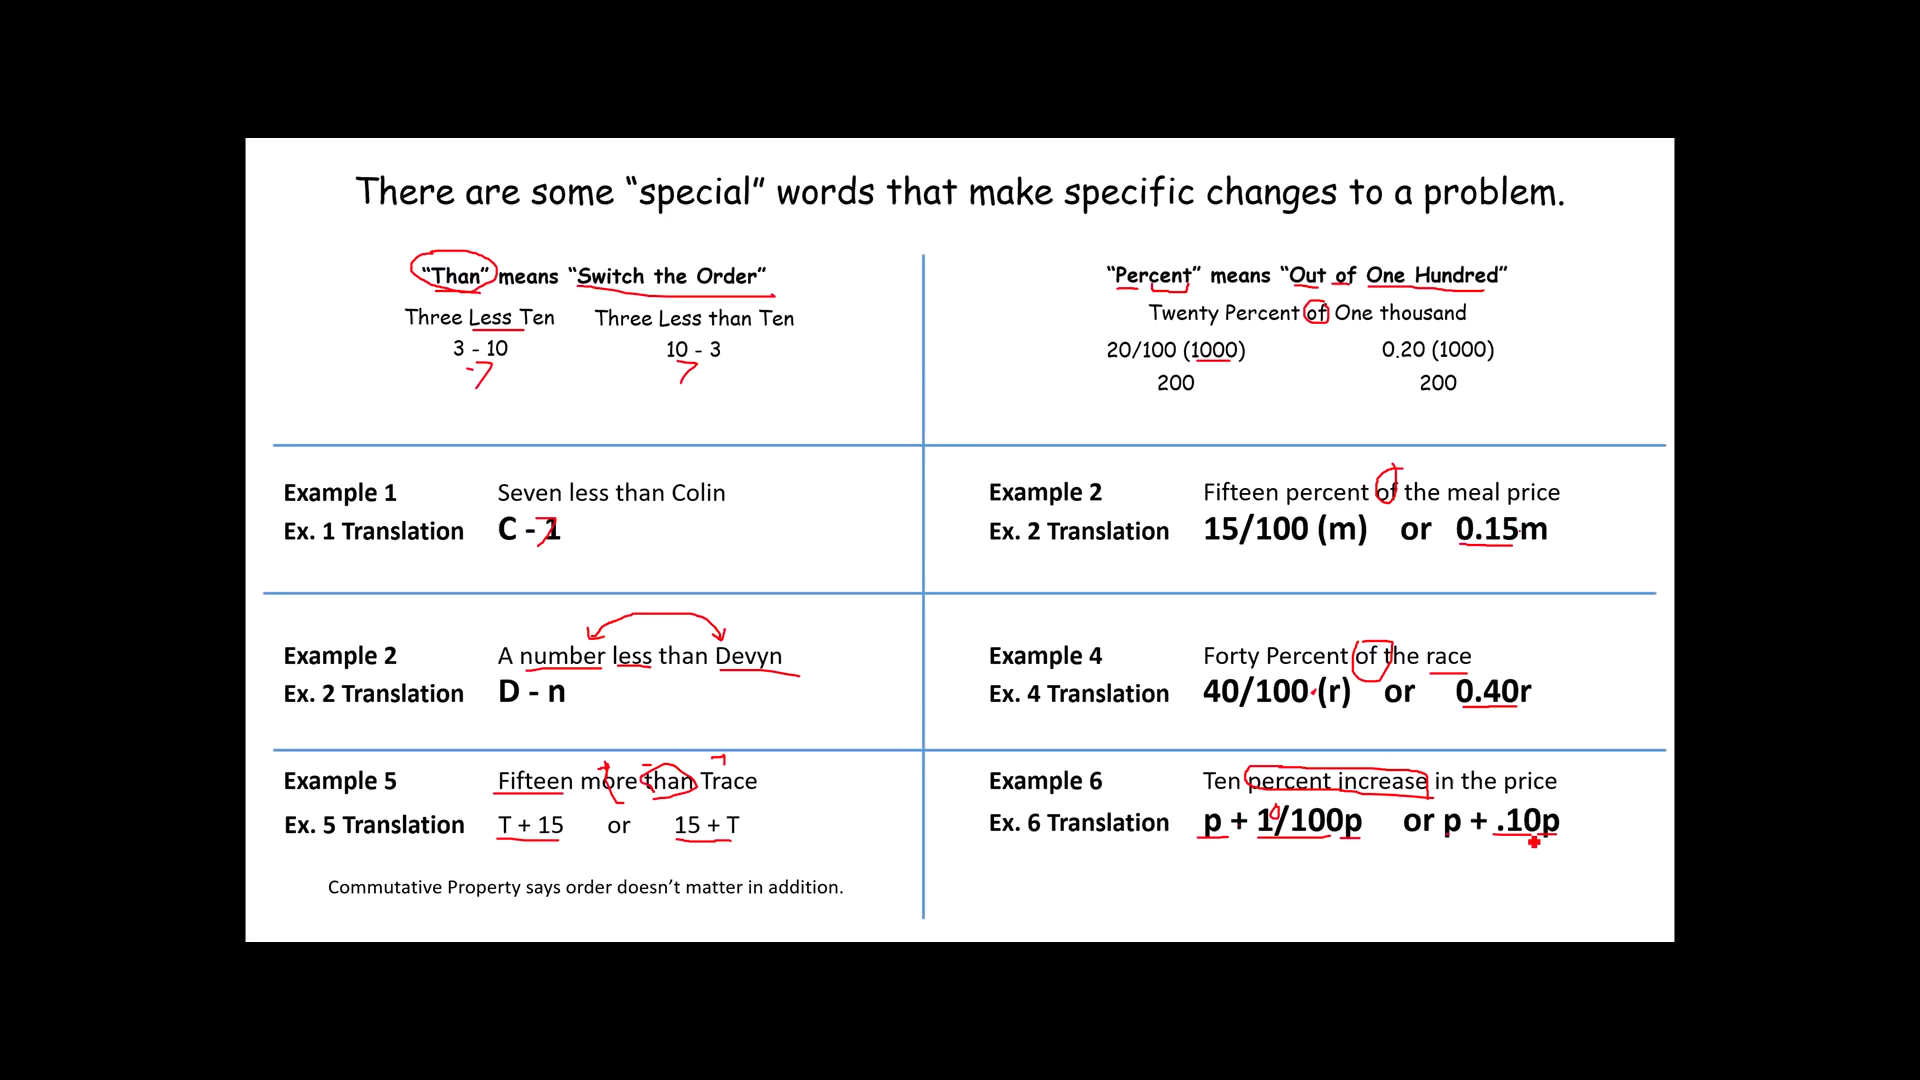 There are some “special” words that make specific changes to a problem.
“Than” means “Switch the Order”
Three Less Ten Three Less than Ten
3 - 10 10 - 3
-7 7
“Percent” means “Out of One Hundred”
Twenty Percent of One thousand
20/100 (1000) 0.20 (1000)
200 200
Example 1 Seven less than Colin
Ex. 1 Translation C - 1 7
Example 2 Fifteen percent of the meal price
Ex. 2 Translation 15/100 (m) or 0.15m
Example 2 A number less than Devyn
Ex. 2 Translation D - n
Example 4 Forty Percent of the race
Ex. 4 Translation 40/100 (r) or 0.40r
Example 5 Fifteen more than Trace
Ex. 5 Translation T + 15 or 15 + T
Commutative Property says order doesn’t matter in addition.
Example 6 Ten percent increase in the price
Ex. 6 Translation p + 10/100p or p + .10p